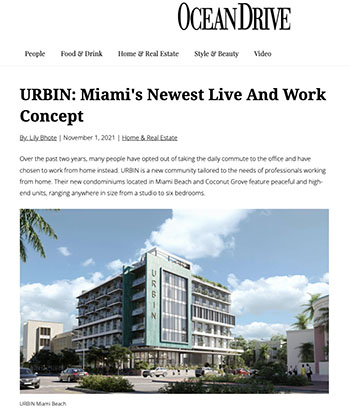 OCEANDRIVE
People Food & Drink Home & Real Estate Style & Beauty Video
URBIN: Miami's Newest Live And Work
Concept
By: Lily Bhote | November 1, 2021 | Home & Real Estate
Over the past two years, many people have opted out of taking the daily commute to the office and have
chosen to work from home instead. URBIN is a new community tailored to the needs of professionals working
from home. Their new condominiums located in Miami Beach and Coconut Grove feature peaceful and high-
end units, ranging anywhere in size from a studio to six bedrooms.
URBIN
URBIN Miami Beach